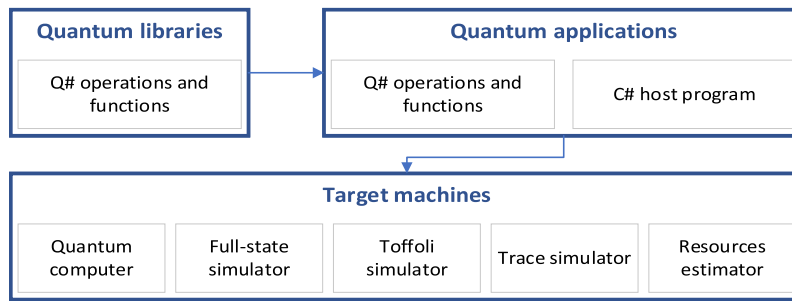 Quantum libraries
Q# operations and
functions
Quantum applications
Q# operations and
functions
C# host program
Target machines
Quantum
computer
Full-state
simulator
Toffoli
simulator
Trace simulator
Resources
estimator